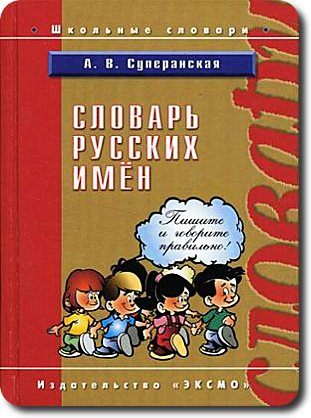 Школьные словари
А. В. Суперанская
СЛОВАРЬ
РУССКИХ
ИМЁН
Пишите
и говорите
правильно!
Издательство «ЭКСМО»
словари